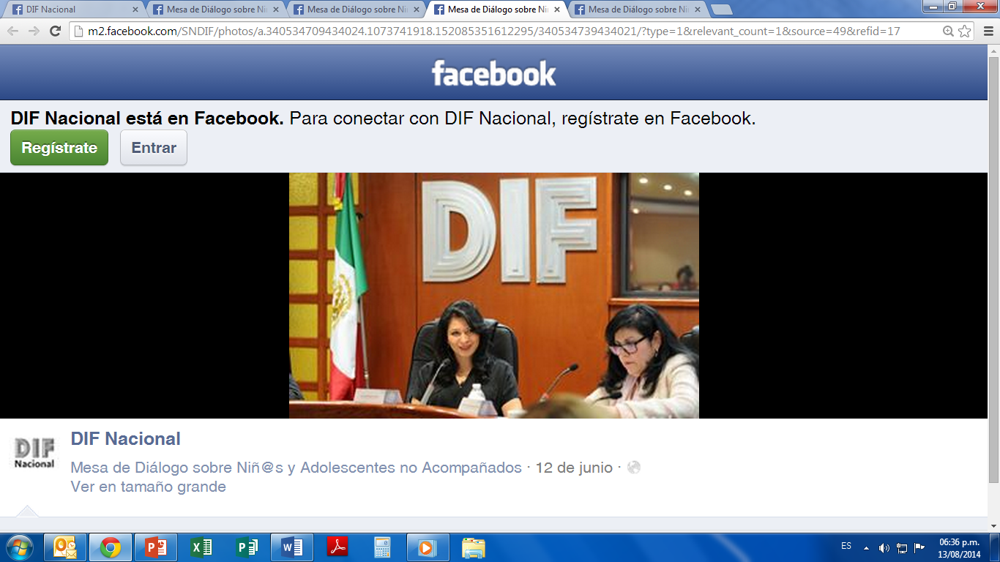 DIF Nacional
Mesa de Diálogo sobre Ni
Mesa de Diálogo sobre Ni
Mesa de Diálogo sobre Ni
Mesa de Diálogo sobre Ni
m2.facebook.com/SNDIF/photos/a.340534709434024.1073741918.152085351612295/340534739434021/?type=1&relevant_count=1&source=49&refid=17
facebook
DIF Nacional está en Facebook. Para conectar con DIF Nacional, regístrate en Facebook.
Regístrate Entrar
DIF
DIF Nacional
DIF
Nacional
Mesa de Diálogo sobre Niñ@s y Adolescentes no Acompañados · 12 de junio ·
Ver en tamaño grande
ES
06:36 p.m.
13/08/2014